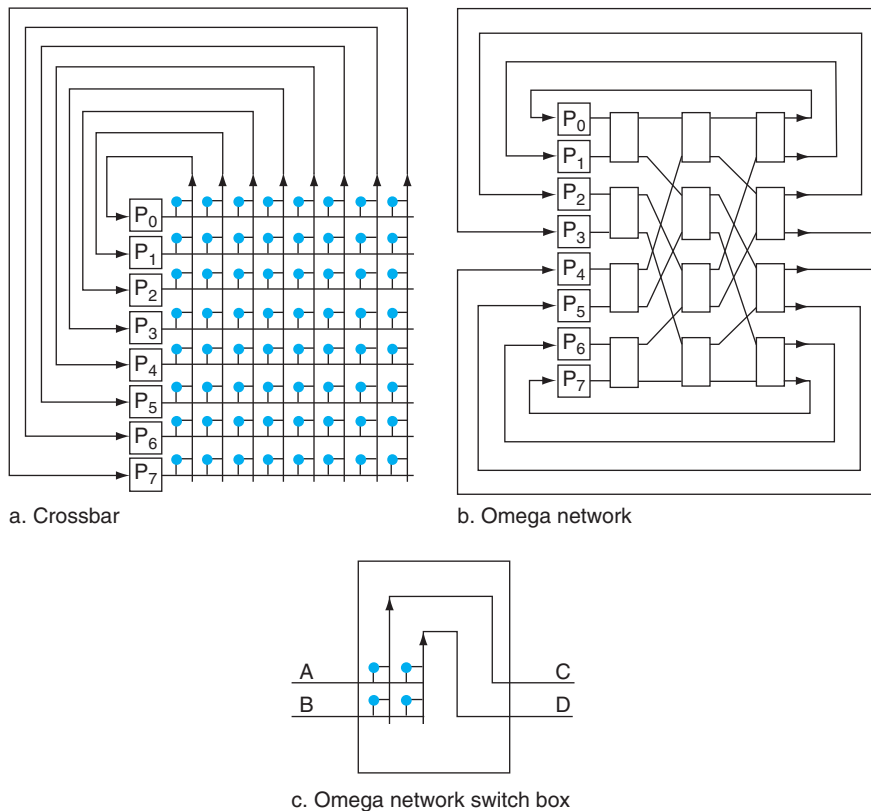 P0
P1
P2
P3
P4
P5
P6
P7
a. Crossbar
P0
P1
P2
P3
P4
P5
P6
P7
b. Omega network
A
B
C
D
c. Omega network switch box